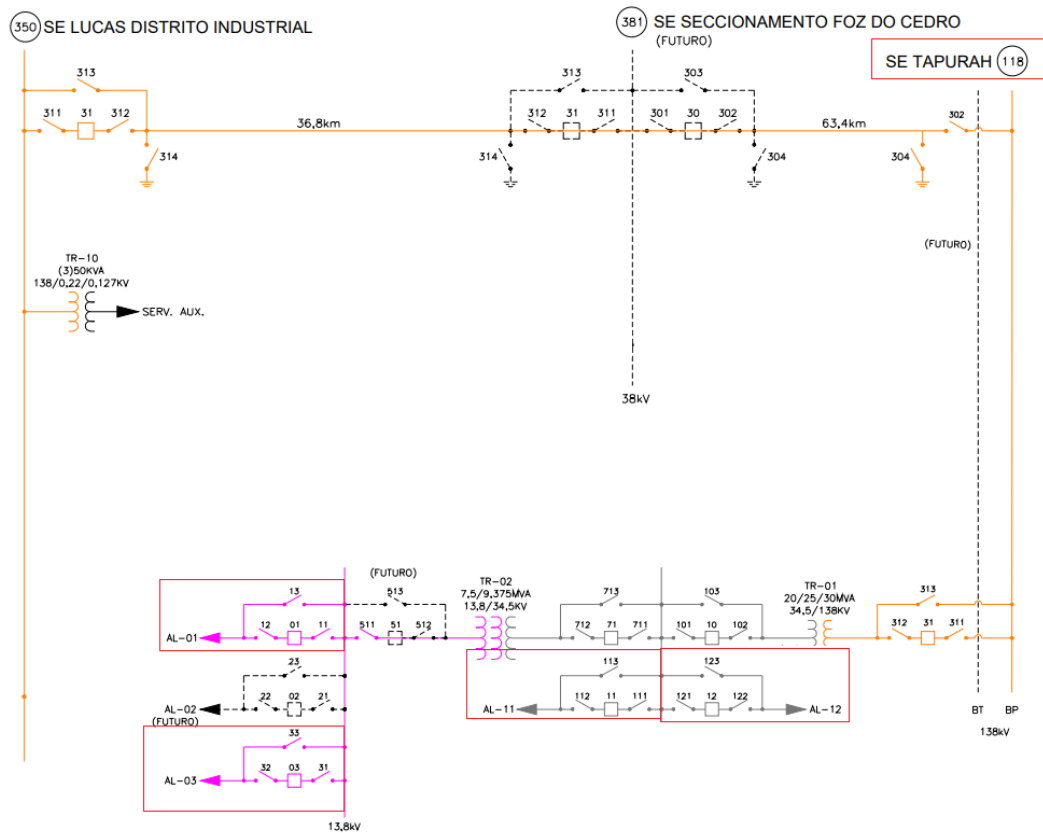 350 SE LUCAS DISTRITO INDUSTRIAL
381 SE SECCIONAMENTO FOZ DO CEDRO
(FUTURO)
SE TAPURAH 118
313
311 31 312
36,8km
314
313 303
312 31 311 301 30 302
63,4km
314
304
302
304
(FUTURO)
TR-10
(3)50KVA
138/0,22/0,127KV
SERV. AUX.
38kV
(FUTURO)
513
511 51 512
TR-02
7,5/9,375MVA
13,8/34,5KV
713 103
712 71 711 101 10 102
TR-01
20/25/30MVA
34,5/138KV
313
312 31 311
13
AL-01 12 01 11
23
22 02 21
AL-02
(FUTURO)
33
AL-03 32 03 31
13,8kV
113 123
112 11 111 121 12 122
AL-11 AL-12
BT BP
138kV